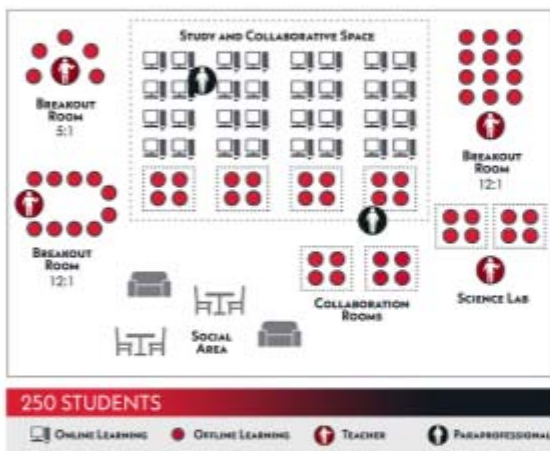 STUDY AND COLLABORATIVE SPACE
BREAKOUT
ROOM
5:1
BREAKOUT
ROOM
12:1
BREAKOUT
ROOM
12:1
COLLABORATION
ROOMS
SCIENCE LAB
SOCIAL
AREA
250 STUDENTS
ONLINE LEARNING OFFLINE LEARNING TEACHER PARAPROFESSIONAL